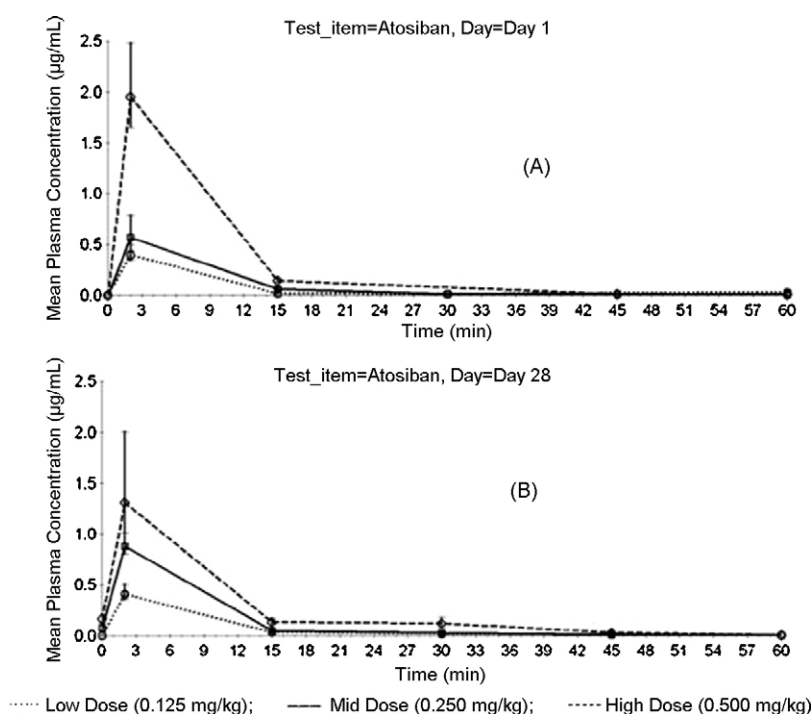 Test_item=Atosiban, Day=Day 1
Mean Plasma Concentration (µg/mL)
2.5
2.0
1.5
1.0
0.5
0.0
(A)
0 3 6 9 12 15 18 21 24 27 30 33 36 39 42 45 48 51 54 57 60
Time (min)
Test_item=Atosiban, Day=Day 28
Mean Plasma Concentration (µg/mL)
2.5
2.0
1.5
1.0
0.5
0.0
(B)
0 3 6 9 12 15 18 21 24 27 30 33 36 39 42 45 48 51 54 57 60
Time (min)
Low Dose (0.125 mg/kg); Mid Dose (0.250 mg/kg); High Dose (0.500 mg/kg)